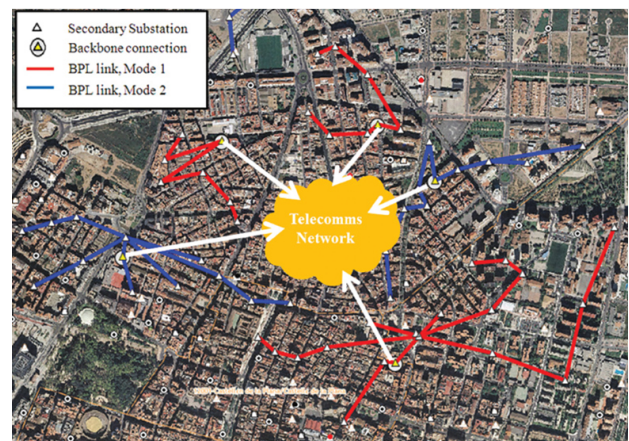 Secondary Substation
Backbone connection
BPL link, Mode 1
BPL link, Mode 2
Telecomms
Network